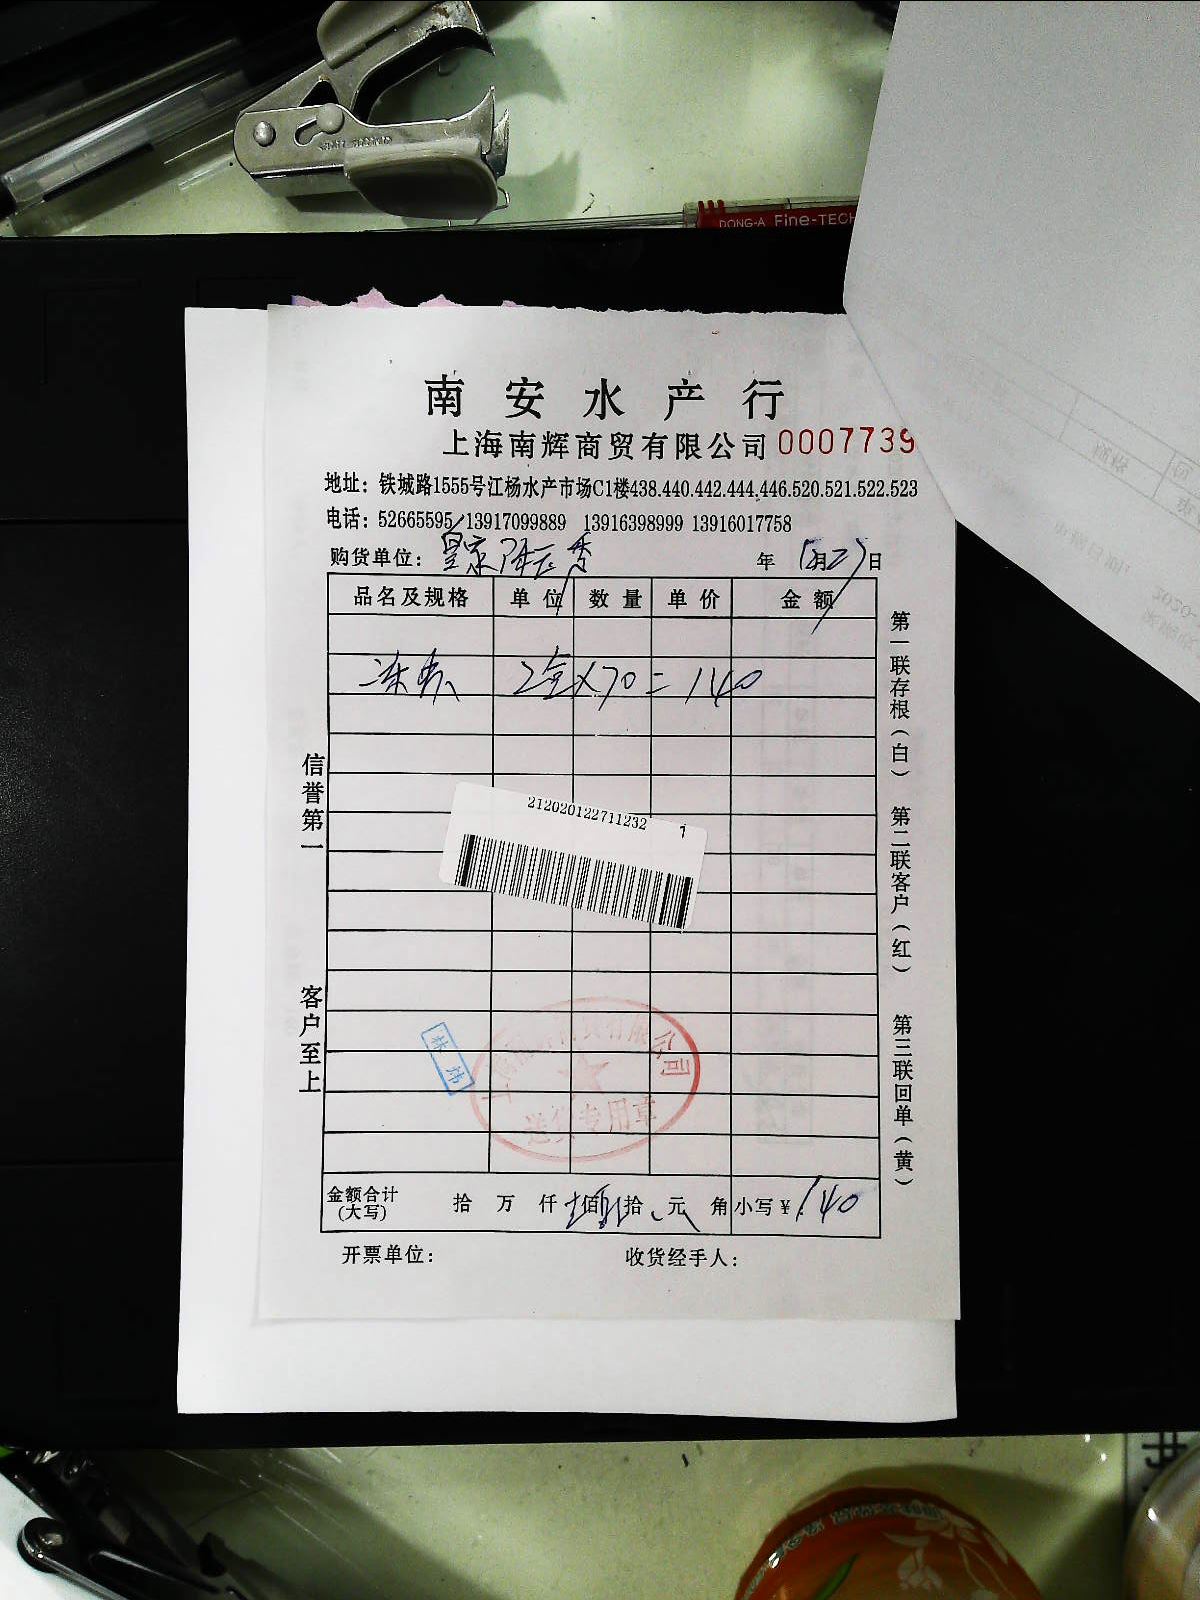 DONG-A Fine-TECH
南安水产行
上海南辉商贸有限公司 0007739
地址：铁城路1555号江杨水产市场C1楼438.440.442.444.446.520.521.522.523
电话：52665595 13917099889 13916398999 13916017758
购货单位： 年 月 日
品名及规格 单位 数量 单价 金额
2盒×70=140
212020122711232 1
林炜
公司
送货专用章
金额合计(大写) 拾 万 仟 佰 拾 元 角 小写￥140
开票单位： 收货经手人：
信誉第一
客户至上
第一联存根(白) 第二联客户(红) 第三联回单(黄)